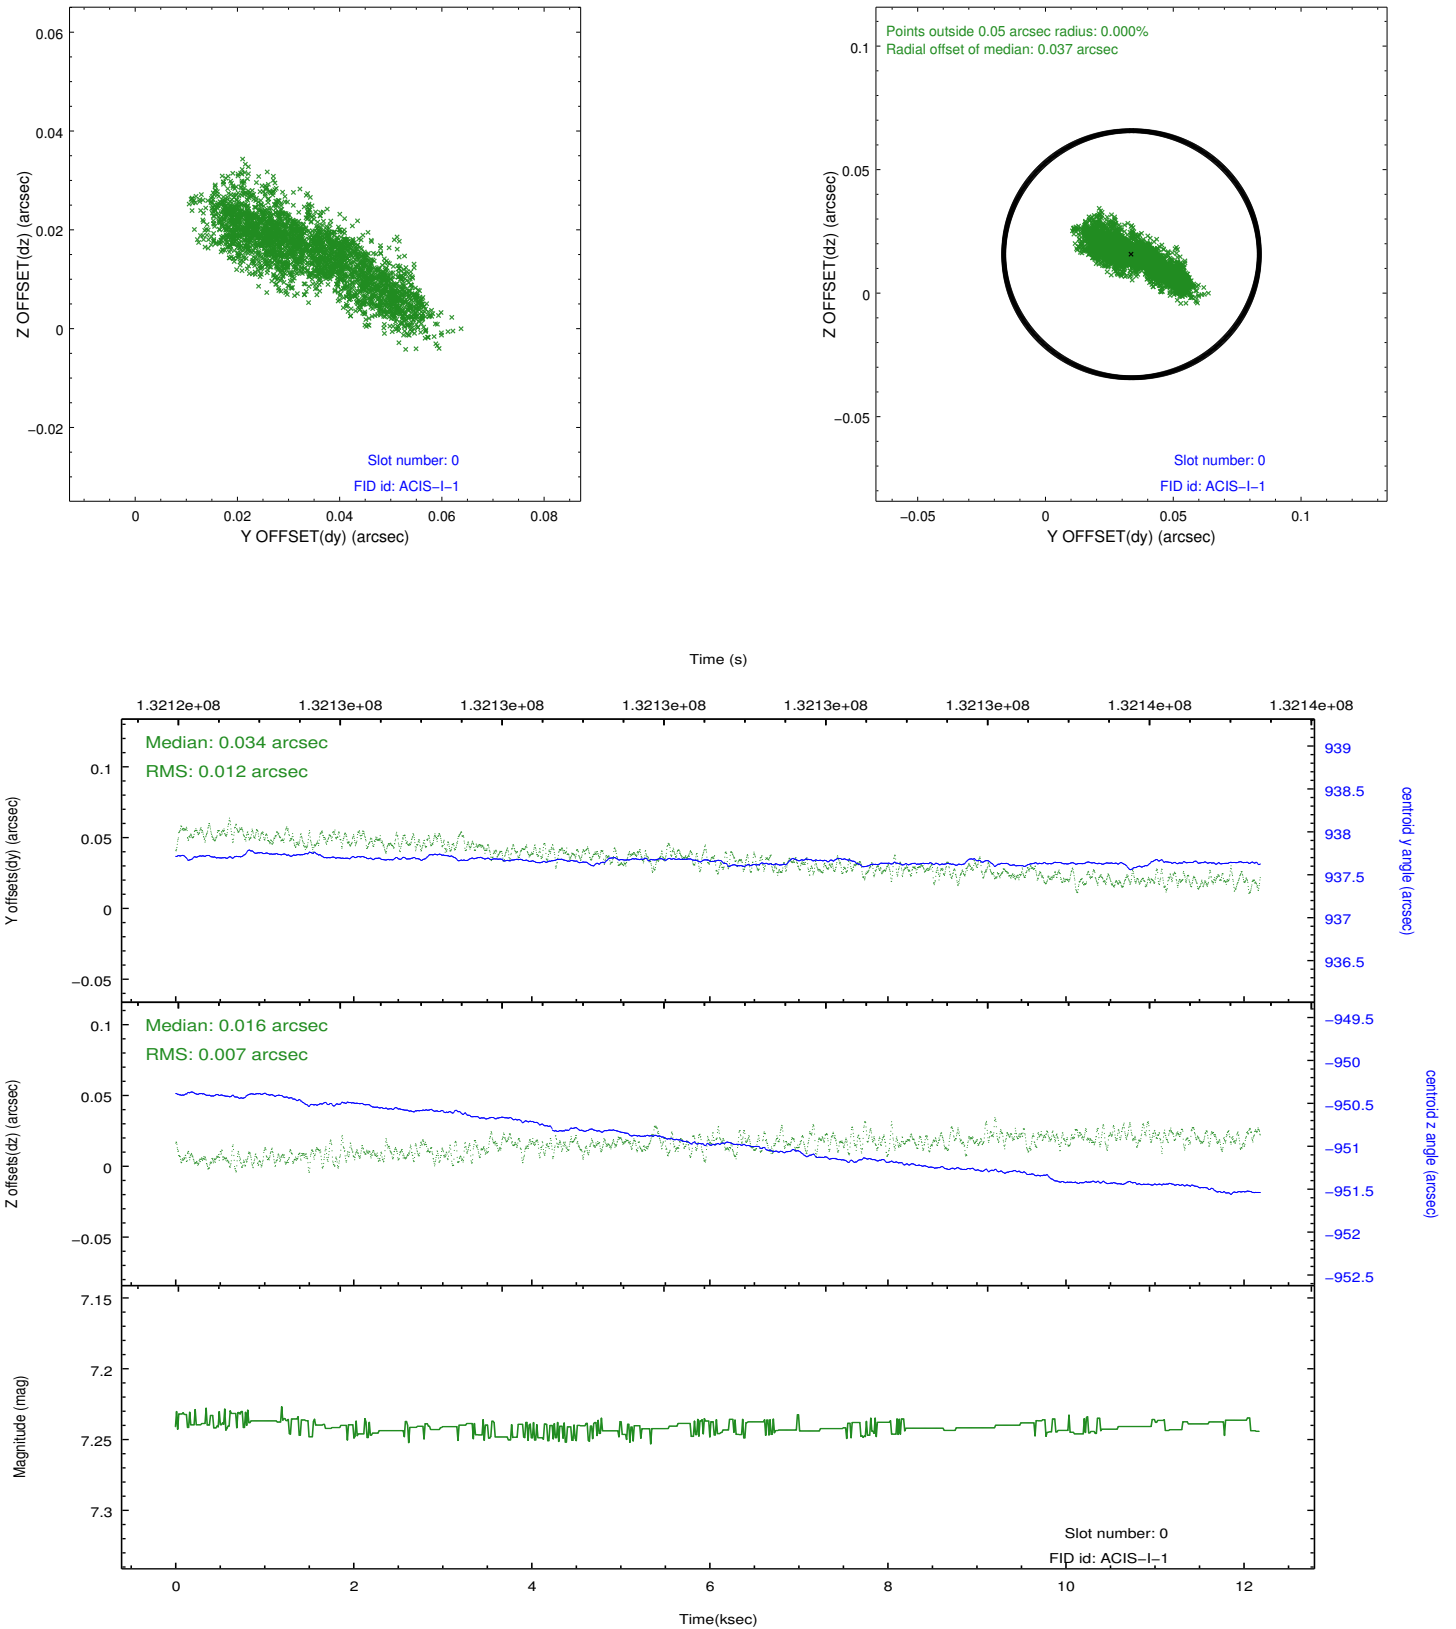 0.06
0.04
0.02
0
−0.02
Z OFFSET(dz) (arcsec)
Slot number: 0
FID id: ACIS−I−1
0 0.02 0.04 0.06 0.08
Y OFFSET(dy) (arcsec)
Points outside 0.05 arcsec radius: 0.000%
Radial offset of median: 0.037 arcsec
0.1
0.05
0
−0.05
Z OFFSET(dz) (arcsec)
Slot number: 0
FID id: ACIS−I−1
−0.05 0 0.05 0.1
Y OFFSET(dy) (arcsec)
Time (s)
1.3212e+08 1.3213e+08 1.3213e+08 1.3213e+08 1.3213e+08 1.3213e+08 1.3214e+08 1.3214e+08
Median: 0.034 arcsec
RMS: 0.012 arcsec
0.1
0.05
0
−0.05
Y offsets(dy) (arcsec)
939
938.5
938
937.5
937
936.5
centroid y angle (arcsec)
Median: 0.016 arcsec
RMS: 0.007 arcsec
0.1
0.05
0
−0.05
Z offsets(dz) (arcsec)
−949.5
−950
−950.5
−951
−951.5
−952
−952.5
centroid z angle (arcsec)
7.15
7.2
7.25
7.3
Magnitude (mag)
Slot number: 0
FID id: ACIS−I−1
0 2 4 6 8 10 12
Time(ksec)